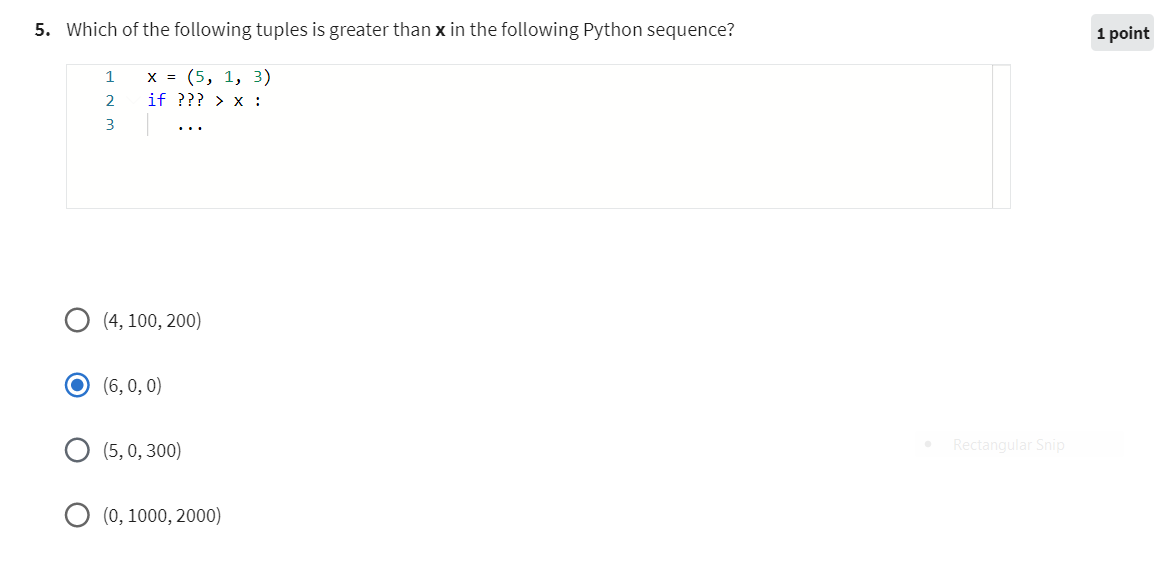 5. Which of the following tuples is greater than x in the following Python sequence?
1 point
1 x = (5, 1, 3)
2 if ??? > x :
3 ...
(4, 100, 200)
(6, 0, 0)
(5, 0, 300)
Rectangular Snip
(0, 1000, 2000)